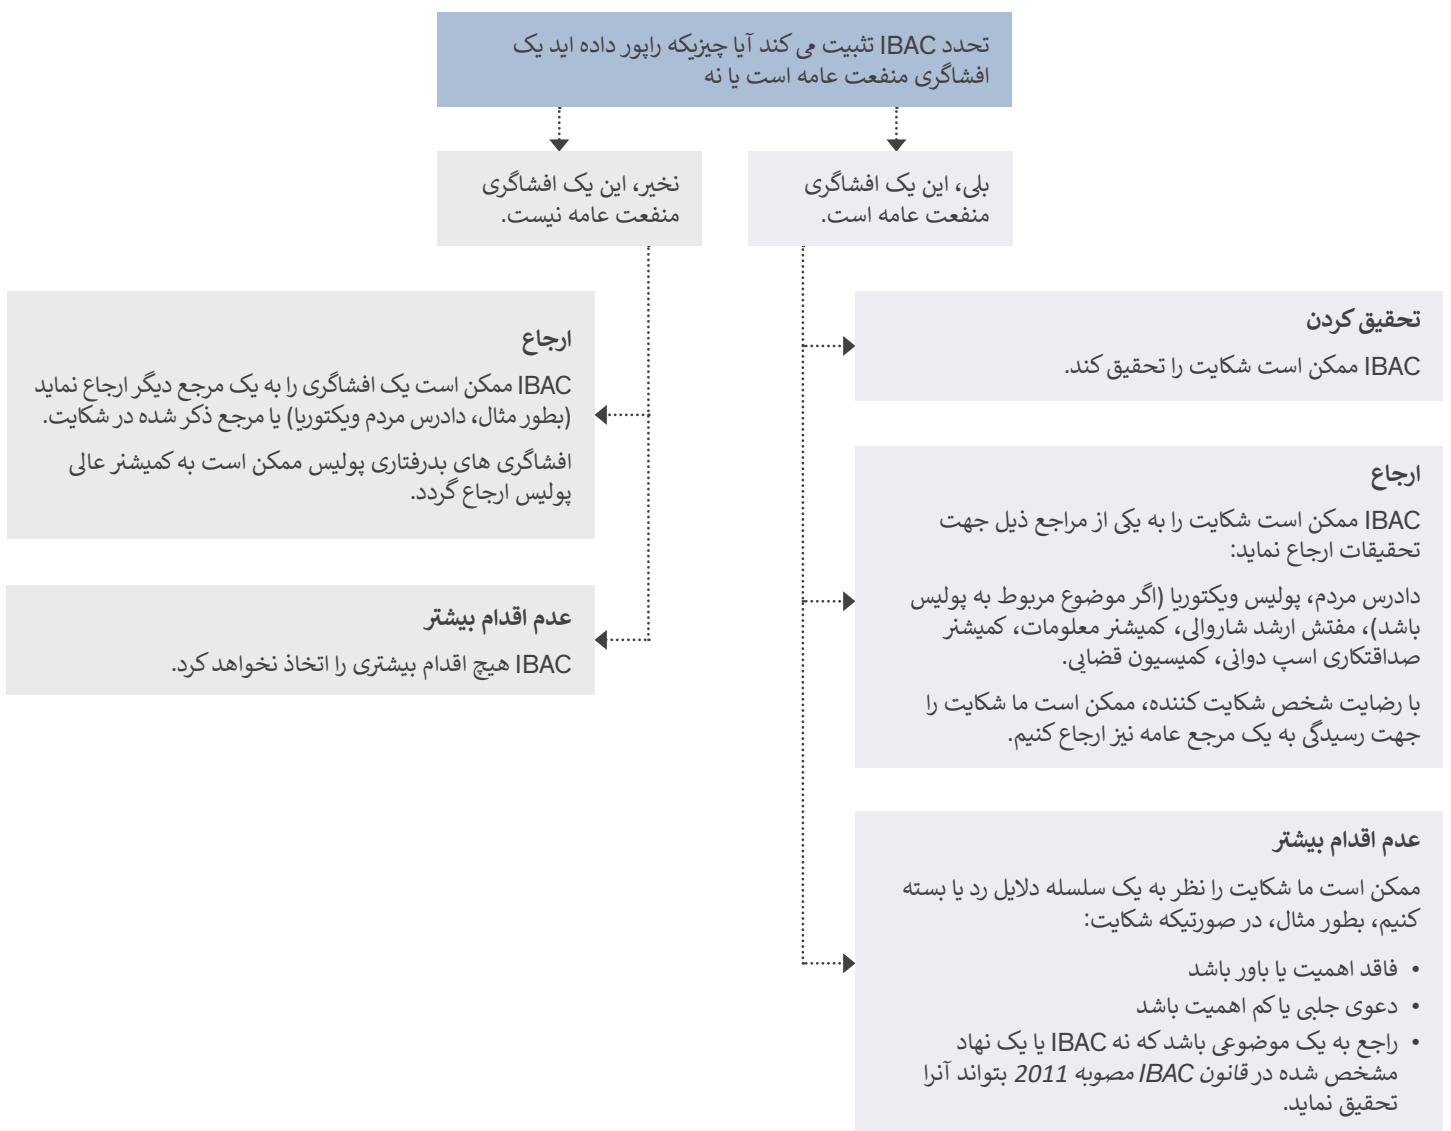 تحدد IBAC تثبیت می کند آیا چیزیکه راپور داده اید یک
افشاگری منفعت عامه است یا نه
بلی، این یک افشاگری
منفعت عامه است.
نخیر، این یک افشاگری
منفعت عامه نیست.
تحقیق کردن
IBAC ممکن است شکایت را تحقیق کند.
ارجاع
IBAC ممکن است شکایت را به یکی از مراجع ذیل جهت
تحقیقات ارجاع نماید:
دادرس مردم، پولیس ویکتوریا (اگر موضوع مربوط به پولیس
باشد)، مفتش ارشد شاروالی، کمیشنر معلومات، کمیشنر
صداقتکاری اسپ دوانی، کمیسیون قضایی.
با رضایت شخص شکایت کننده، ممکن است ما شکایت را
جهت رسیدگی به یک مرجع عامه نیز ارجاع کنیم.
عدم اقدام بیشتر
ممکن است ما شکایت را نظر به یک سلسله دلایل رد یا بسته
کنیم، بطور مثال، در صورتیکه شکایت:
• فاقد اهمیت یا باور باشد
• دعوی جلبی یا کم اهمیت باشد
• راجع به یک موضوعی باشد که نه IBAC یا یک نهاد
مشخص شده در قانون IBAC مصوبه 2011 بتواند آنرا
تحقیق نماید.
ارجاع
IBAC ممکن است یک افشاگری را به یک مرجع دیگر ارجاع نماید
(بطور مثال، دادرس مردم ویکتوریا) یا مرجع ذکر شده در شکایت.
افشاگری های بدرفتاری پولیس ممکن است به کمیشنر عالی
پولیس ارجاع گردد.
عدم اقدام بیشتر
IBAC هیچ اقدام بیشتری را اتخاذ نخواهد کرد.